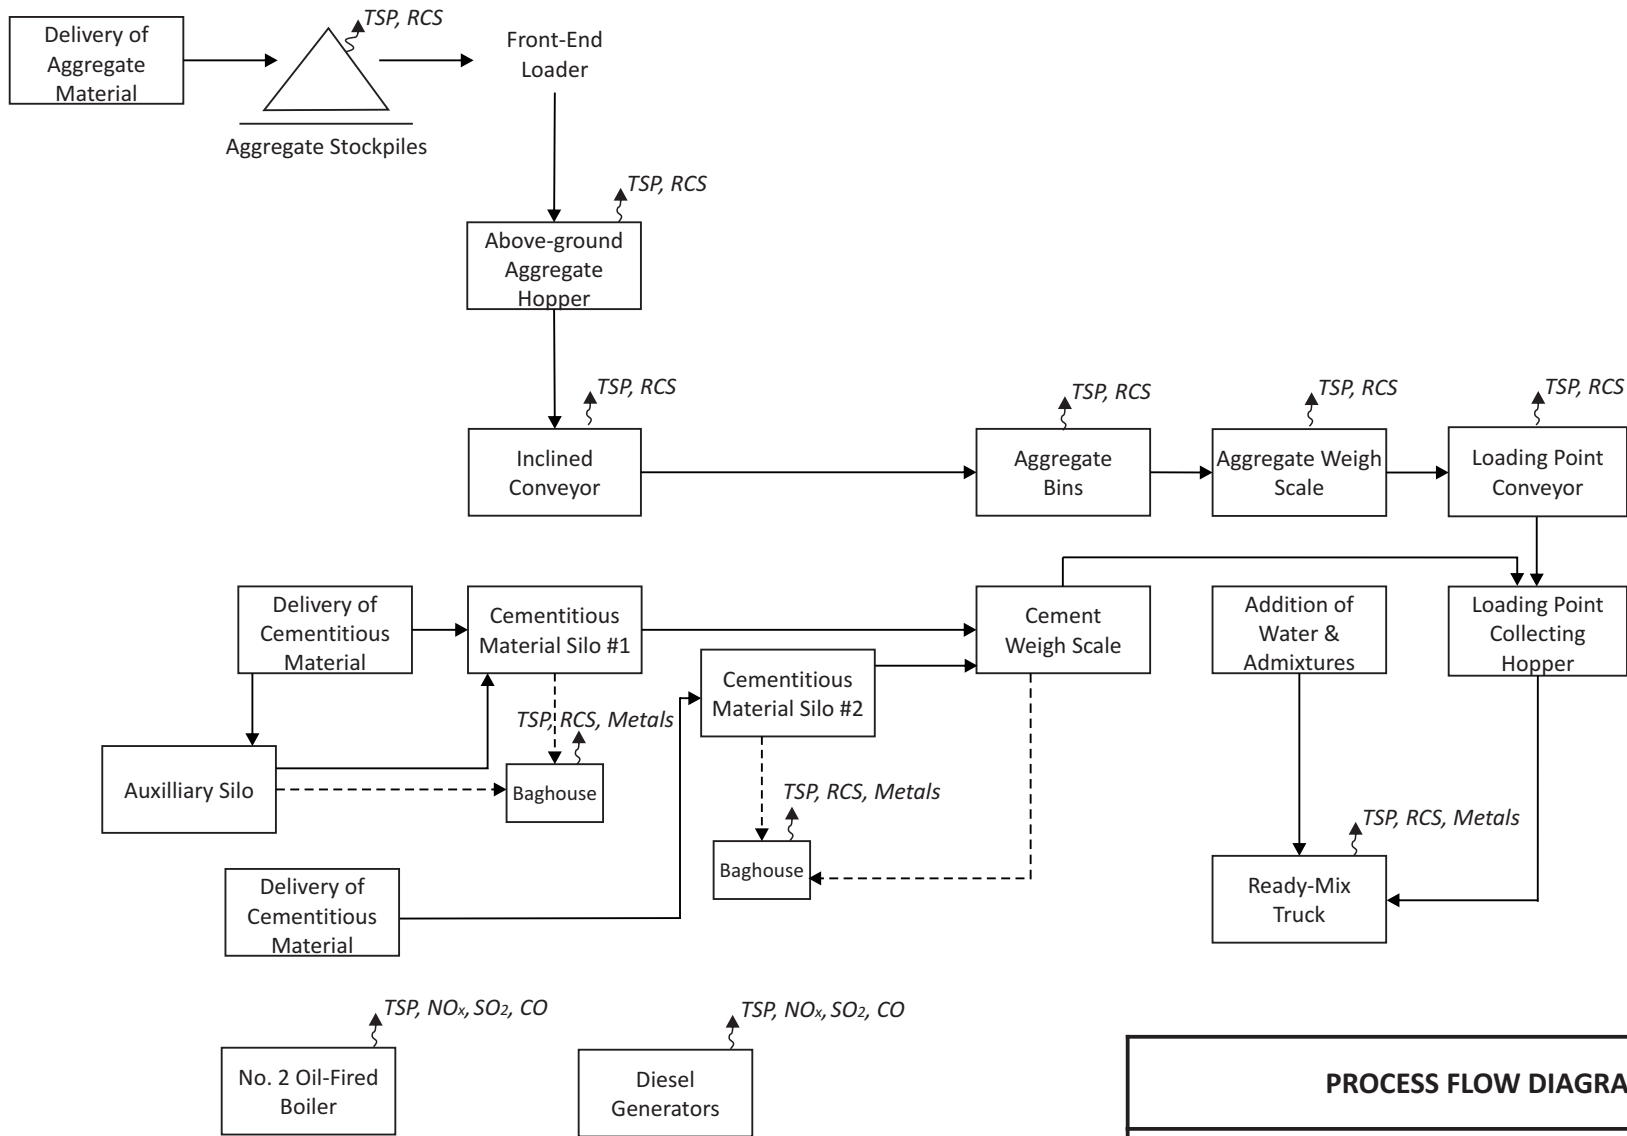 TSP, RCS
Delivery of
Aggregate
Material
Front-End
Loader
Aggregate Stockpiles
TSP, RCS
Above-ground
Aggregate
Hopper
TSP, RCS
TSP, RCS
TSP, RCS
TSP, RCS
Inclined
Conveyor
Aggregate
Bins
Aggregate Weigh
Scale
Loading Point
Conveyor
Delivery of
Cementitious
Material
Cementitious
Material Silo #1
Cement
Weigh Scale
Addition of
Water &
Admixtures
Loading Point
Collecting
Hopper
Cementitious
Material Silo #2
TSP, RCS, Metals
Auxilliary Silo
Baghouse
TSP, RCS, Metals
Baghouse
TSP, RCS, Metals
Delivery of
Cementitious
Material
Ready-Mix
Truck
TSP, NOx, SO2, CO
TSP, NOx, SO2, CO
No. 2 Oil-Fired
Boiler
Diesel
Generators
PROCESS FLOW DIAGRA